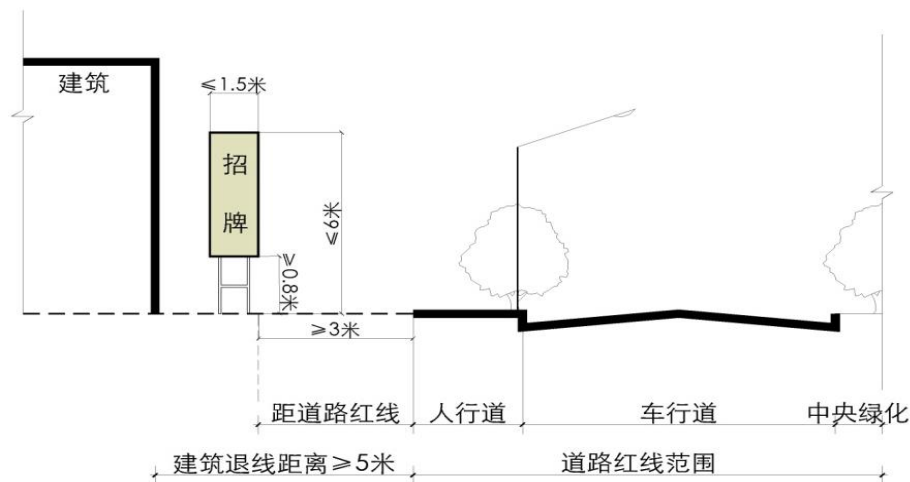 建筑
≤1.5米
招
牌
≤6米
≥0.8米
≥3米
距道路红线
人行道
车行道
中央绿化
建筑退线距离≥5米
道路红线范围